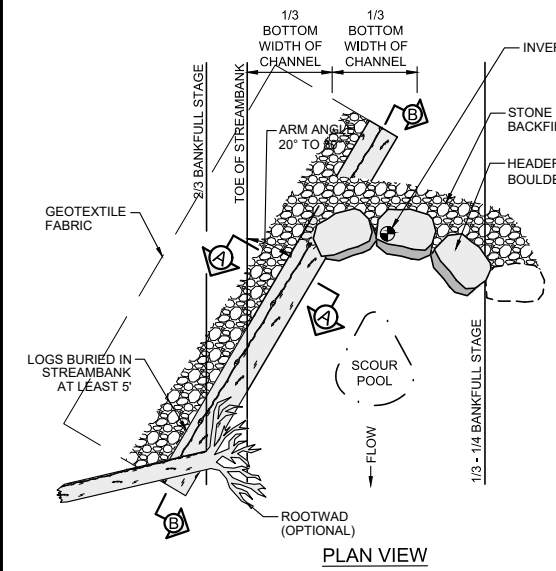 1/3
BOTTOM
WIDTH OF
CHANNEL
1/3
BOTTOM
WIDTH OF
CHANNEL
2/3 BANKFULL STAGE
TOE OF STREAMBANK
B
STONE
ARM ANGLE
20° TO
GEOTEXTILE
FABRIC
A
A
LOGS BURIED IN
STREAMBANK
AT LEAST 5'
SCOUR
POOL
FLOW
1/3 - 1/4 BANKFULL STAGE
B
ROOTWAD
(OPTIONAL)
PLAN VIEW